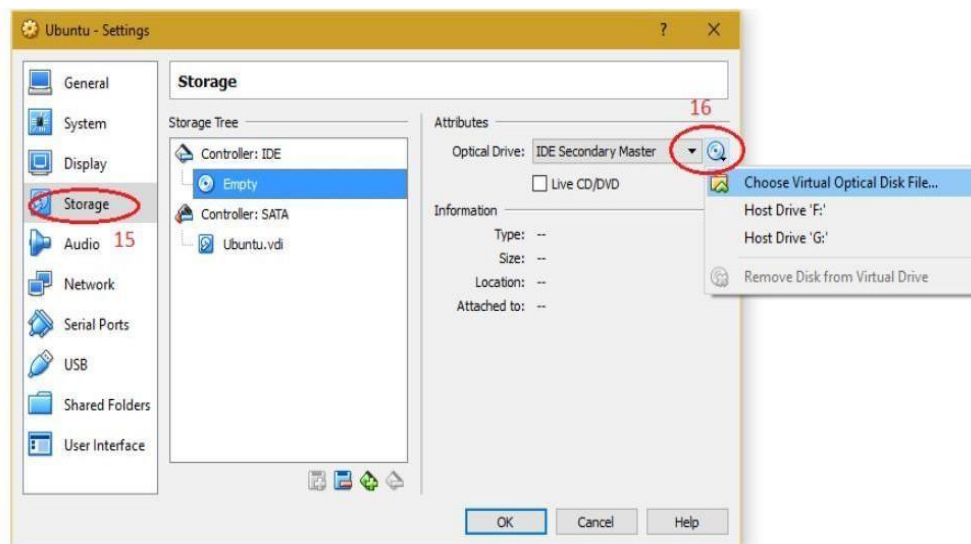 Ubuntu - Settings
?
General
System
Display
Storage
Audio
15
Network
Serial Ports
USB
Shared Folders
User Interface
Storage
Storage Tree
Controller: IDE
Empty
Controller: SATA
Ubuntu.vdi
16
Attributes
Optical Drive: IDE Secondary Master
Live CD/DVD
Information
Type: --
Size: --
Location: --
Attached to: --
Choose Virtual Optical Disk File...
Host Drive 'F:'
Host Drive 'G:'
Remove Disk from Virtual Drive
OK
Cancel
Help